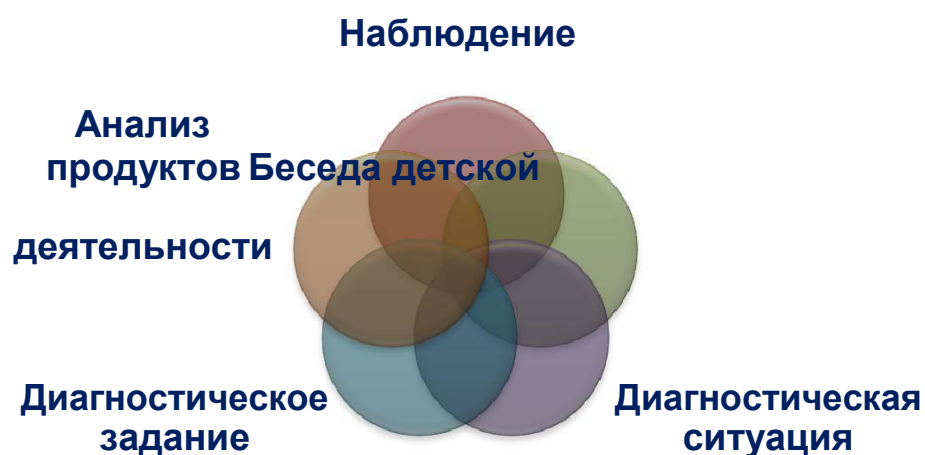 Наблюдение
Анализ
продуктов Беседа детской
деятельности
Диагностическое
задание
Диагностическая
ситуация